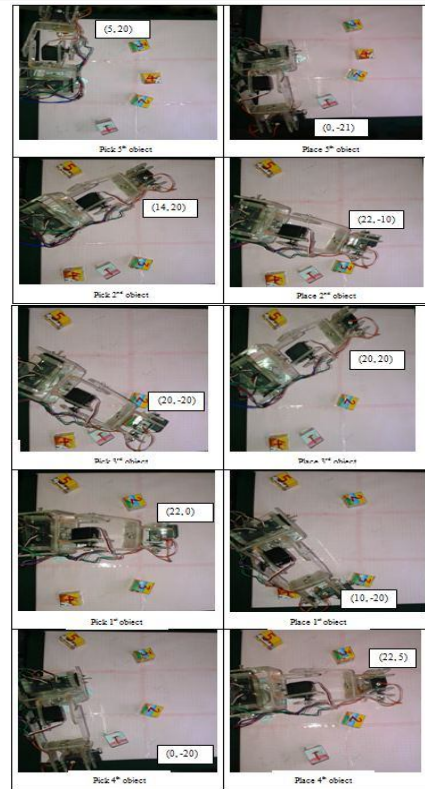 (5, 20)
Pick 5th object
(0, -21)
Place 5th object
(14, 20)
Pick 2nd object
(22, -10)
Place 2nd object
(20, -20)
Pick 3rd object
(20, 20)
Place 3rd object
(22, 0)
Pick 1st object
(10, -20)
Place 1st object
(0, -20)
Pick 4th object
(22, 5)
Place 4th object